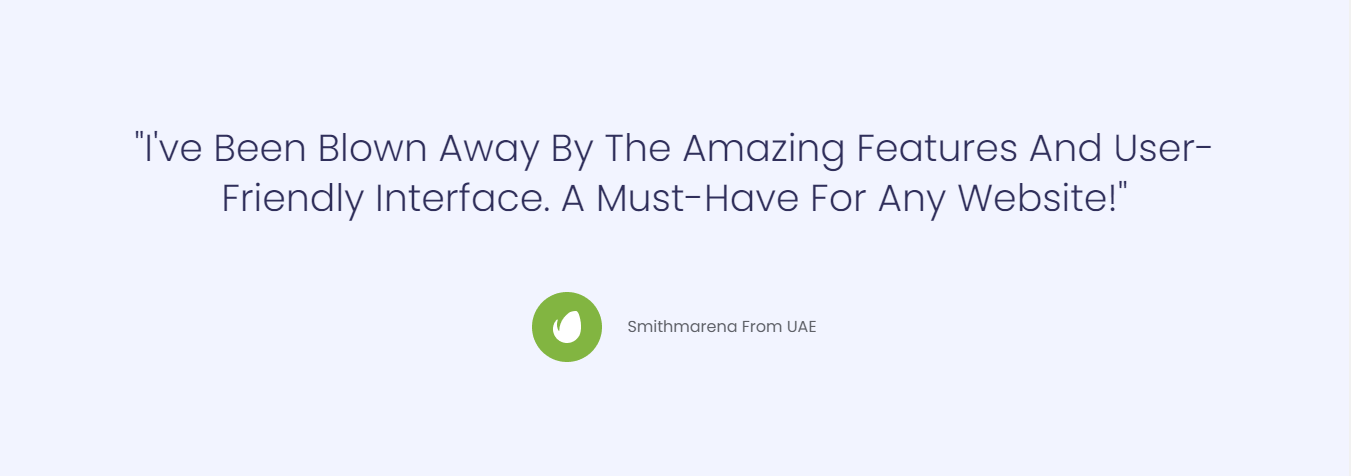 "I've Been Blown Away By The Amazing Features And User-
Friendly Interface. A Must-Have For Any Website!"
Smithmarena From UAE